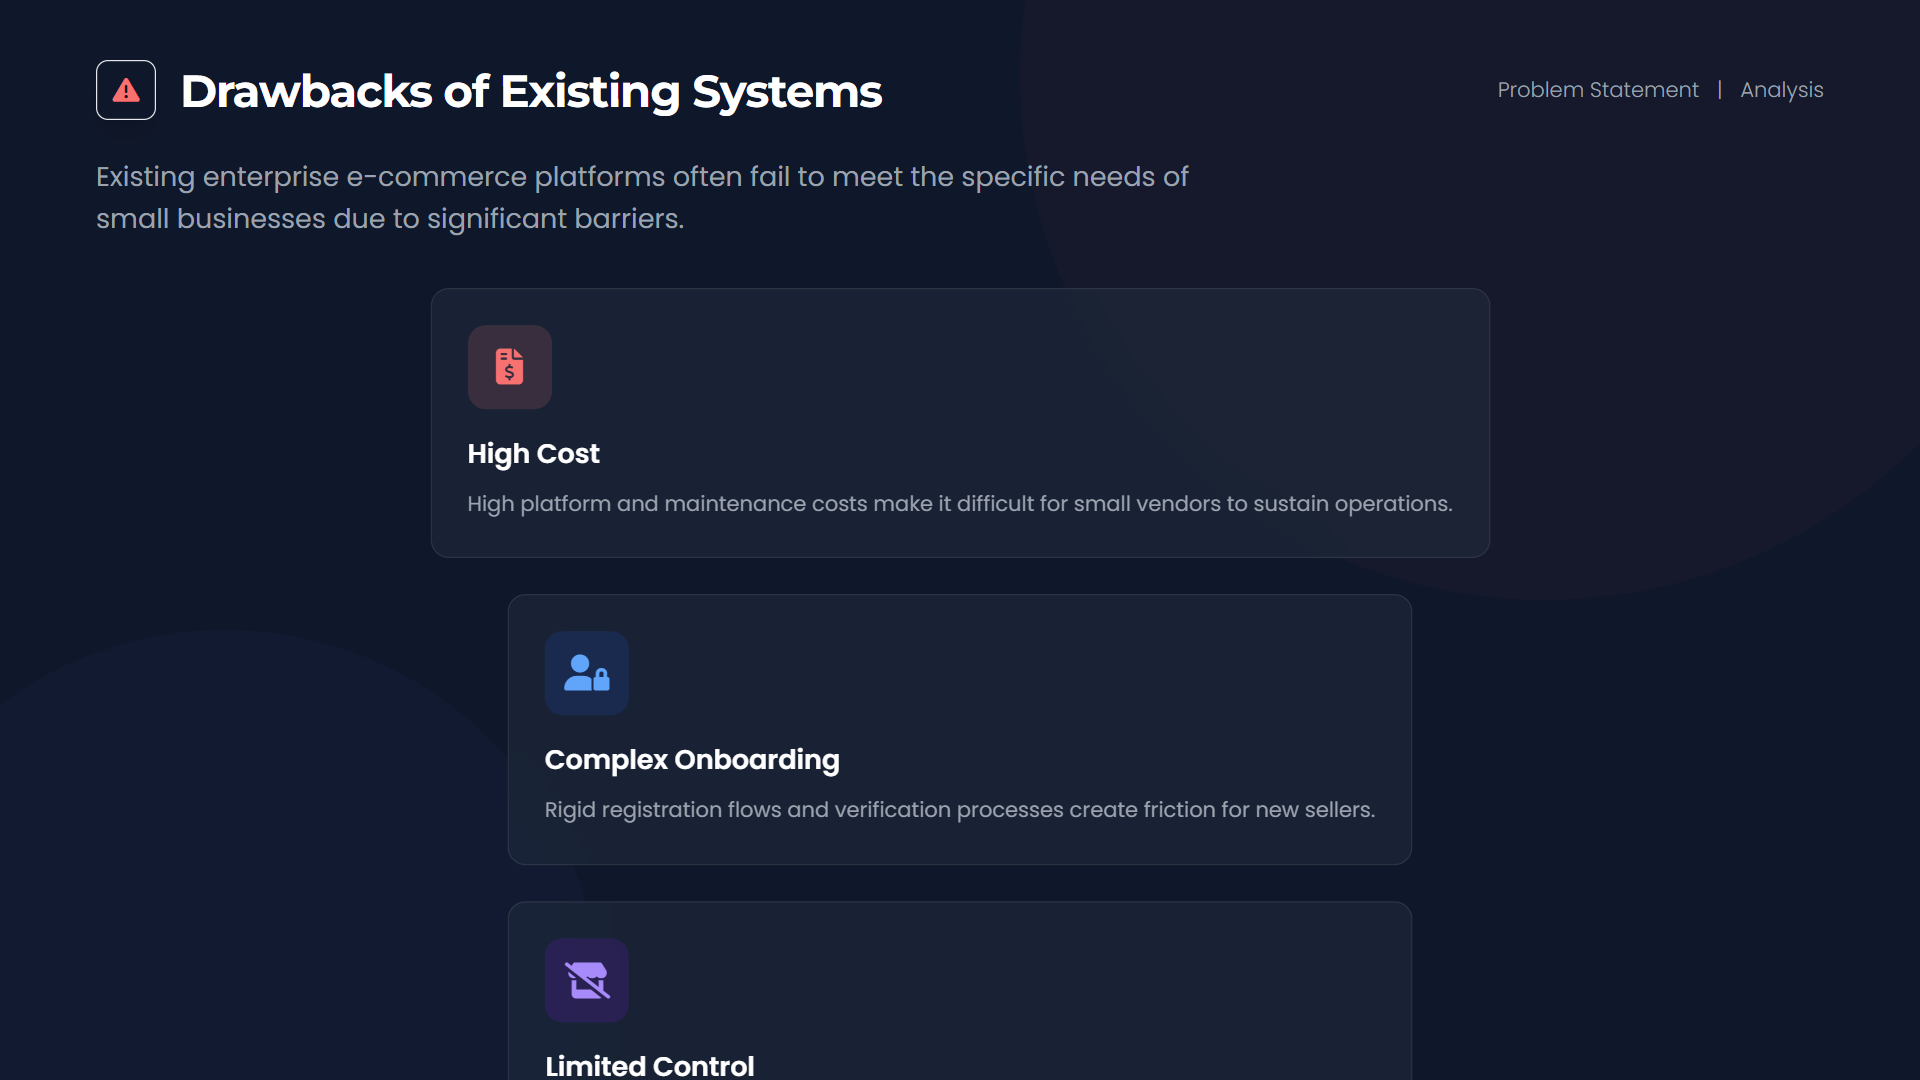 Drawbacks of Existing Systems
Problem Statement | Analysis
Existing enterprise e-commerce platforms often fail to meet the specific needs of
small businesses due to significant barriers.
High Cost
High platform and maintenance costs make it difficult for small vendors to sustain operations.
Complex Onboarding
Rigid registration flows and verification processes create friction for new sellers.
Limited Control